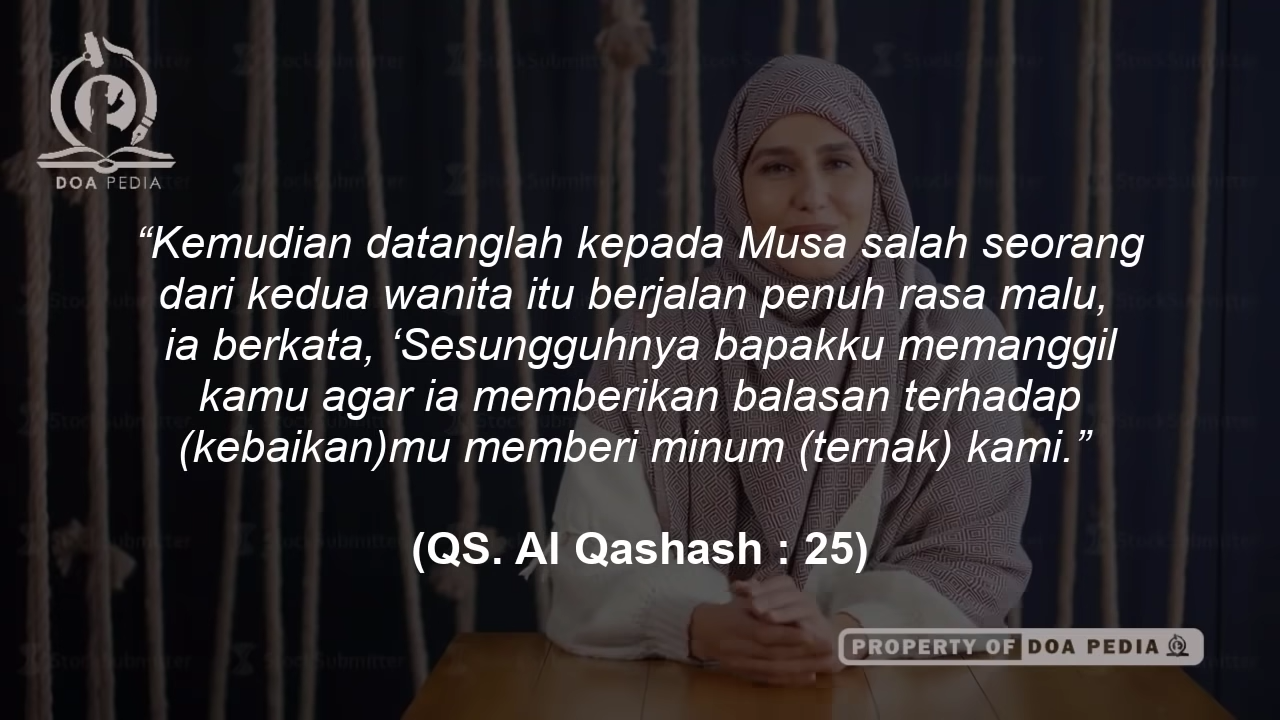 DOA PEDIA
“Kemudian datanglah kepada Musa salah seorang
dari kedua wanita itu berjalan penuh rasa malu,
ia berkata, ‘Sesungguhnya bapakku memanggil
kamu agar ia memberikan balasan terhadap
(kebaikan)mu memberi minum (ternak) kami.”
(QS. Al Qashash : 25)
PROPERTY OF DOA PEDIA